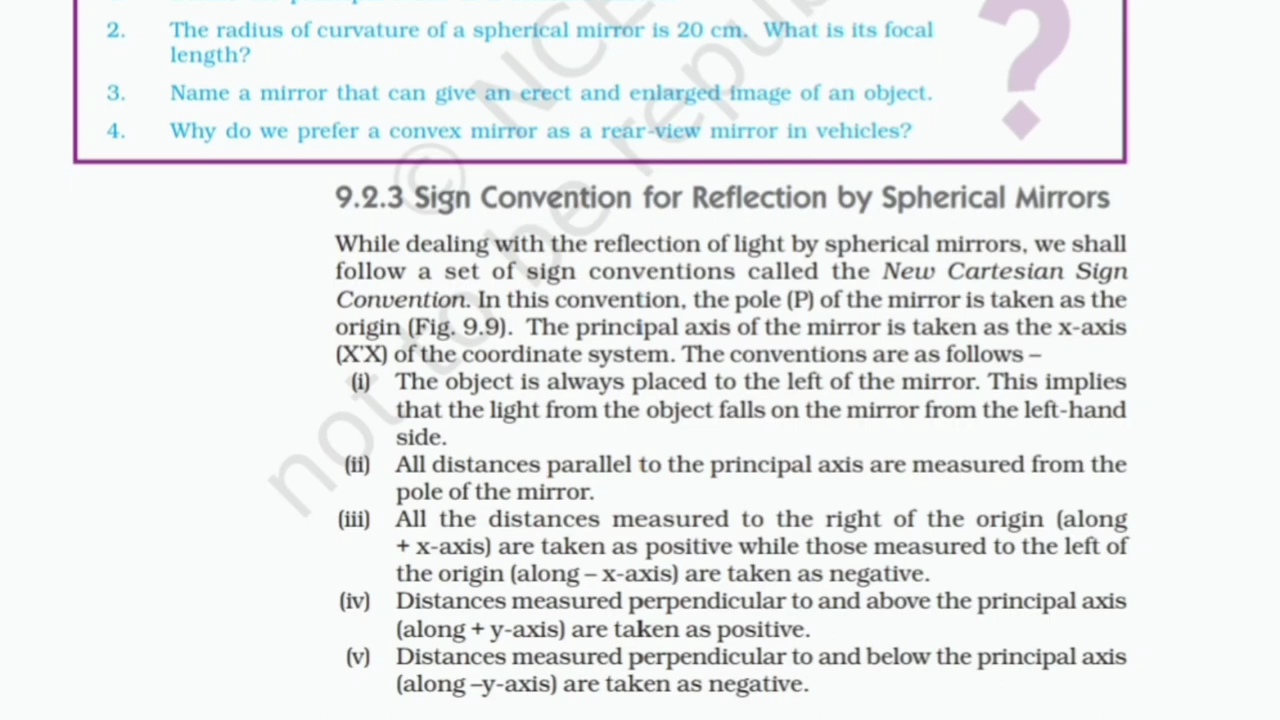 2. The radius of curvature of a spherical mirror is 20 cm. What is its focal
length?
3. Name a mirror that can give an erect and enlarged image of an object.
4. Why do we prefer a convex mirror as a rear-view mirror in vehicles?
?
9.2.3 Sign Convention for Reflection by Spherical Mirrors
While dealing with the reflection of light by spherical mirrors, we shall
follow a set of sign conventions called the New Cartesian Sign
Convention. In this convention, the pole (P) of the mirror is taken as the
origin (Fig. 9.9). The principal axis of the mirror is taken as the x-axis
(X'X) of the coordinate system. The conventions are as follows –
(i) The object is always placed to the left of the mirror. This implies
that the light from the object falls on the mirror from the left-hand
side.
(ii) All distances parallel to the principal axis are measured from the
pole of the mirror.
(iii) All the distances measured to the right of the origin (along
+ x-axis) are taken as positive while those measured to the left of
the origin (along – x-axis) are taken as negative.
(iv) Distances measured perpendicular to and above the principal axis
(along + y-axis) are taken as positive.
(v) Distances measured perpendicular to and below the principal axis
(along –y-axis) are taken as negative.
© NCE
not to be repub